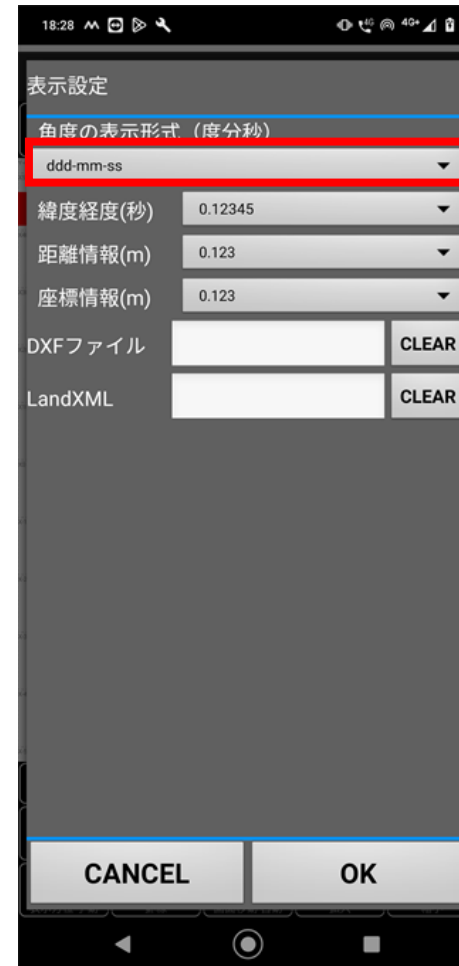 18:28 4G 4G+
表示設定
角度の表示形式（度分秒）
ddd-mm-ss
緯度経度(秒) 0.12345
距離情報(m) 0.123
座標情報(m) 0.123
DXFファイル CLEAR
LandXML CLEAR
CANCEL OK